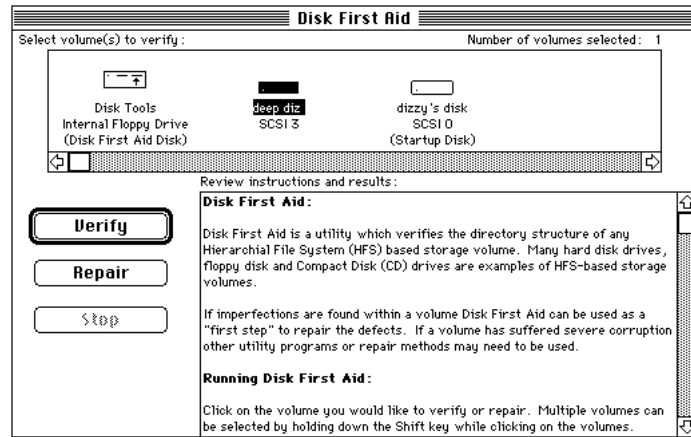 Disk First Aid
Select volume(s) to verify: Number of volumes selected: 1
Disk Tools
Internal Floppy Drive
(Disk First Aid Disk)
deep diz
SCSI 3
dizzy's disk
SCSI 0
(Startup Disk)
Review instructions and results:
Verify
Repair
Stop
Disk First Aid:
Disk First Aid is a utility which verifies the directory structure of any
Hierarchial File System (HFS) based storage volume. Many hard disk drives,
floppy disk and Compact Disk (CD) drives are examples of HFS-based storage
volumes.
If imperfections are found within a volume Disk First Aid can be used as a
"first step" to repair the defects. If a volume has suffered severe corruption
other utility programs or repair methods may need to be used.
Running Disk First Aid:
Click on the volume you would like to verify or repair. Multiple volumes can
be selected by holding down the Shift key while clicking on the volumes.